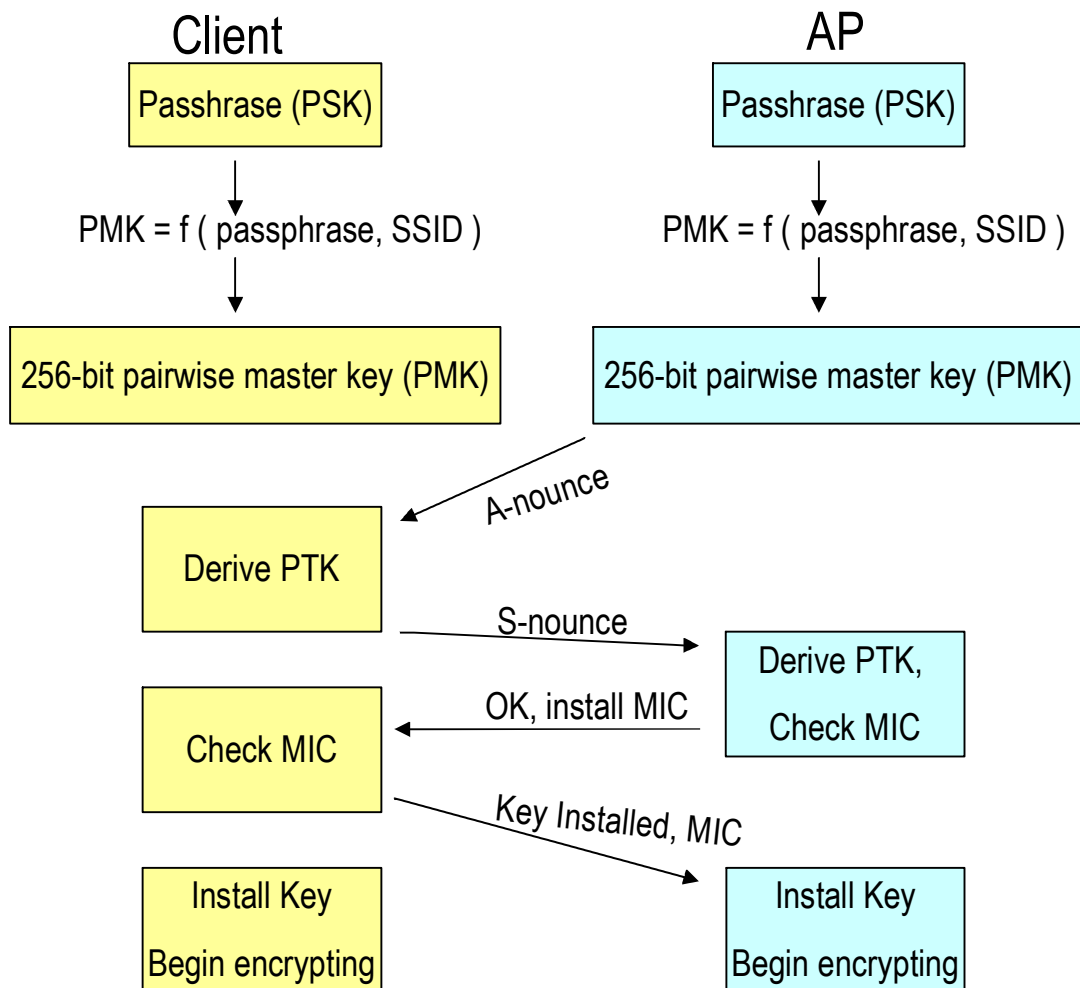 Client
AP
Passhrase (PSK)
Passhrase (PSK)
PMK = f ( passphrase, SSID )
PMK = f ( passphrase, SSID )
256-bit pairwise master key (PMK)
256-bit pairwise master key (PMK)
A-nounce
Derive PTK
S-nounce
Derive PTK,
Check MIC
OK, install MIC
Check MIC
Key Installed, MIC
Install Key
Begin encrypting
Install Key
Begin encrypting